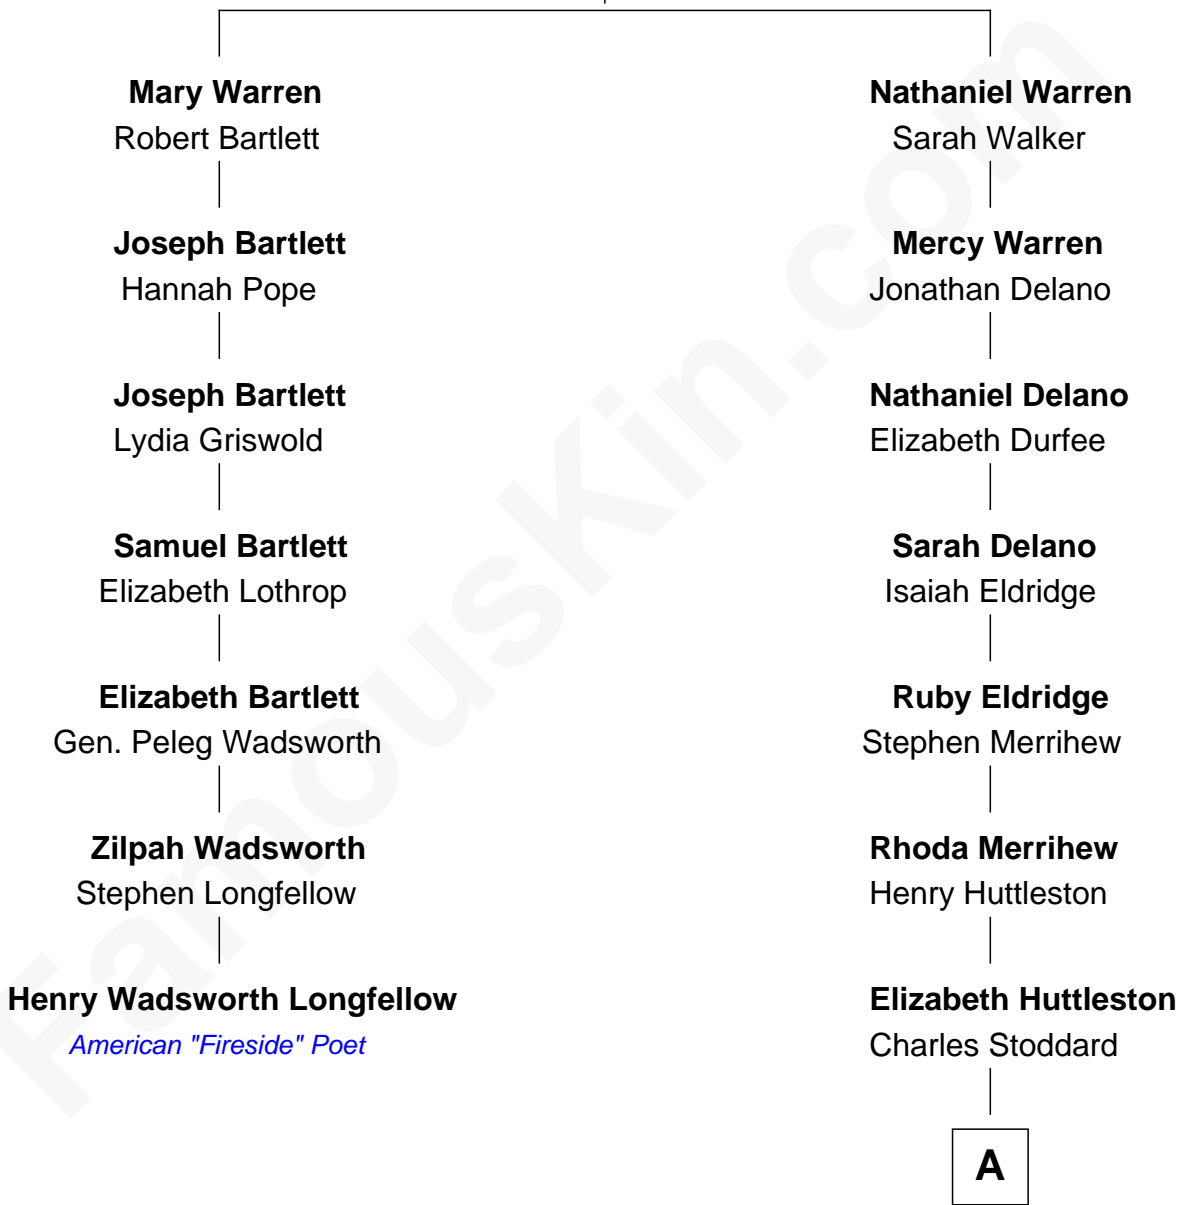 Mary Warren
Robert Bartlett
Joseph Bartlett
Hannah Pope
Joseph Bartlett
Lydia Griswold
Samuel Bartlett
Elizabeth Lothrop
Elizabeth Bartlett
Gen. Peleg Wadsworth
Zilpah Wadsworth
Stephen Longfellow
Henry Wadsworth Longfellow
American "Fireside" Poet
Nathaniel Warren
Sarah Walker
Mercy Warren
Jonathan Delano
Nathaniel Delano
Elizabeth Durfee
Sarah Delano
Isaiah Eldridge
Ruby Eldridge
Stephen Merrihew
Rhoda Merrihew
Henry Huttleston
Elizabeth Huttleston
Charles Stoddard
A
FamousKin.com